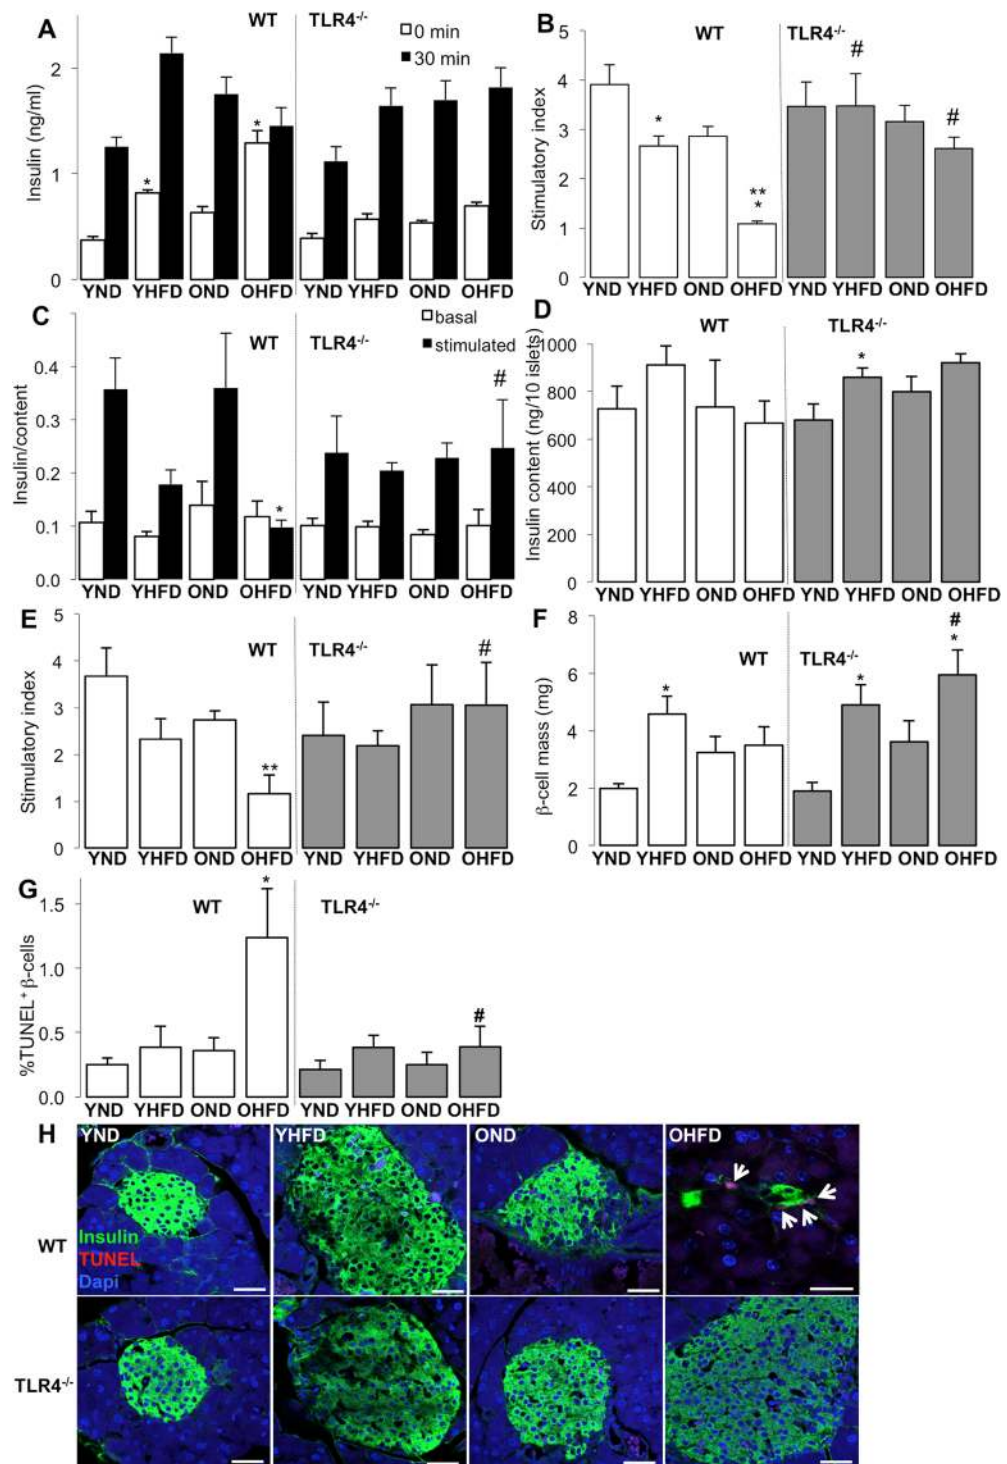 A
WT
TLR4-/-
0 min
30 min
Insulin (ng/ml)
2
1
0
*
*
YND YHFD OND OHFD YND YHFD OND OHFD
B
WT
TLR4-/-
Stimulatory index
5
4
3
2
1
0
*
**
*
#
#
YND YHFD OND OHFD YND YHFD OND OHFD
C
WT
TLR4-/-
basal
stimulated
Insulin/content
0.4
0.3
0.2
0.1
0.0
*
#
YND YHFD OND OHFD YND YHFD OND OHFD
D
WT
TLR4-/-
Insulin content (ng/10 islets)
1000
800
600
400
200
0
*
YND YHFD OND OHFD YND YHFD OND OHFD
E
WT
TLR4-/-
Stimulatory index
5
4
3
2
1
0
**
#
YND YHFD OND OHFD YND YHFD OND OHFD
F
WT
TLR4-/-
β-cell mass (mg)
8
6
4
2
0
*
*
#
*
YND YHFD OND OHFD YND YHFD OND OHFD
G
WT
TLR4-/-
%TUNEL+ β-cells
1.5
1.0
0.5
0.0
*
#
YND YHFD OND OHFD YND YHFD OND OHFD
H
YND YHFD OND OHFD
WT
Insulin
TUNEL
Dapi
TLR4-/-